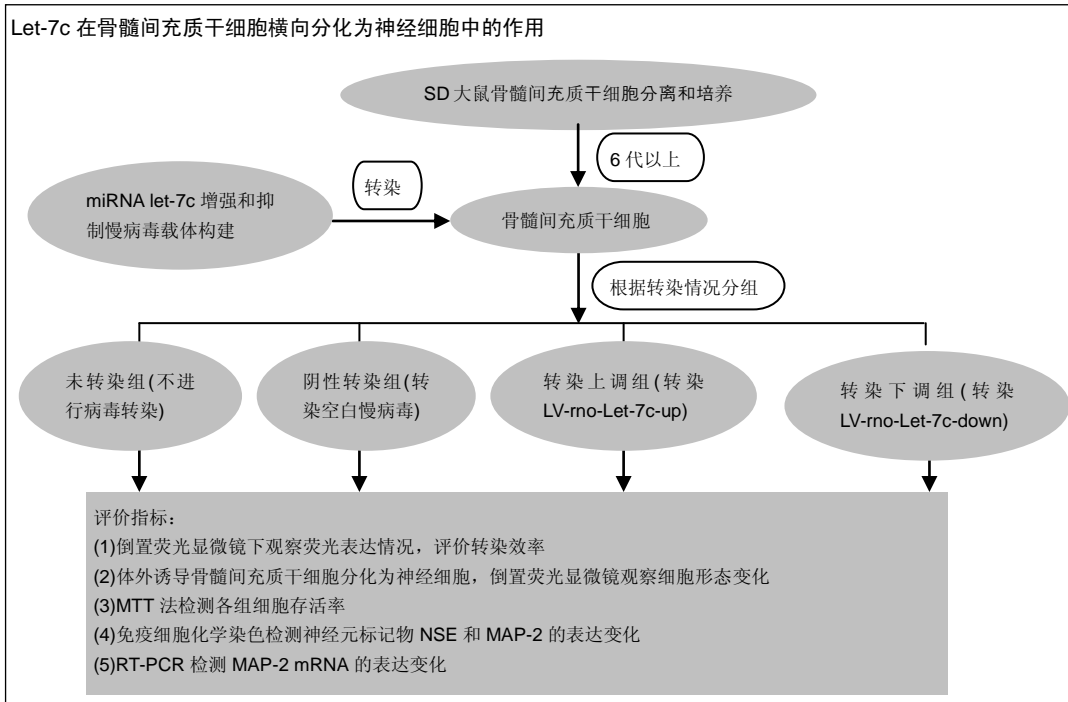 Let-7c 在骨髓间充质干细胞横向分化为神经细胞中的作用
SD 大鼠骨髓间充质干细胞分离和培养
6 代以上
miRNA let-7c 增强和抑
制慢病毒载体构建
转染
骨髓间充质干细胞
根据转染情况分组
未转染组(不进
行病毒转染)
阴性转染组(转
染空白慢病毒)
转染上调组(转染
LV-rno-Let-7c-up)
转染下调组(转染
LV-rno-Let-7c-down)
评价指标：
(1)倒置荧光显微镜下观察荧光表达情况，评价转染效率
(2)体外诱导骨髓间充质干细胞分化为神经细胞，倒置荧光显微镜观察细胞形态变化
(3)MTT 法检测各组细胞存活率
(4)免疫细胞化学染色检测神经元标记物 NSE 和 MAP-2 的表达变化
(5)RT-PCR 检测 MAP-2 mRNA 的表达变化